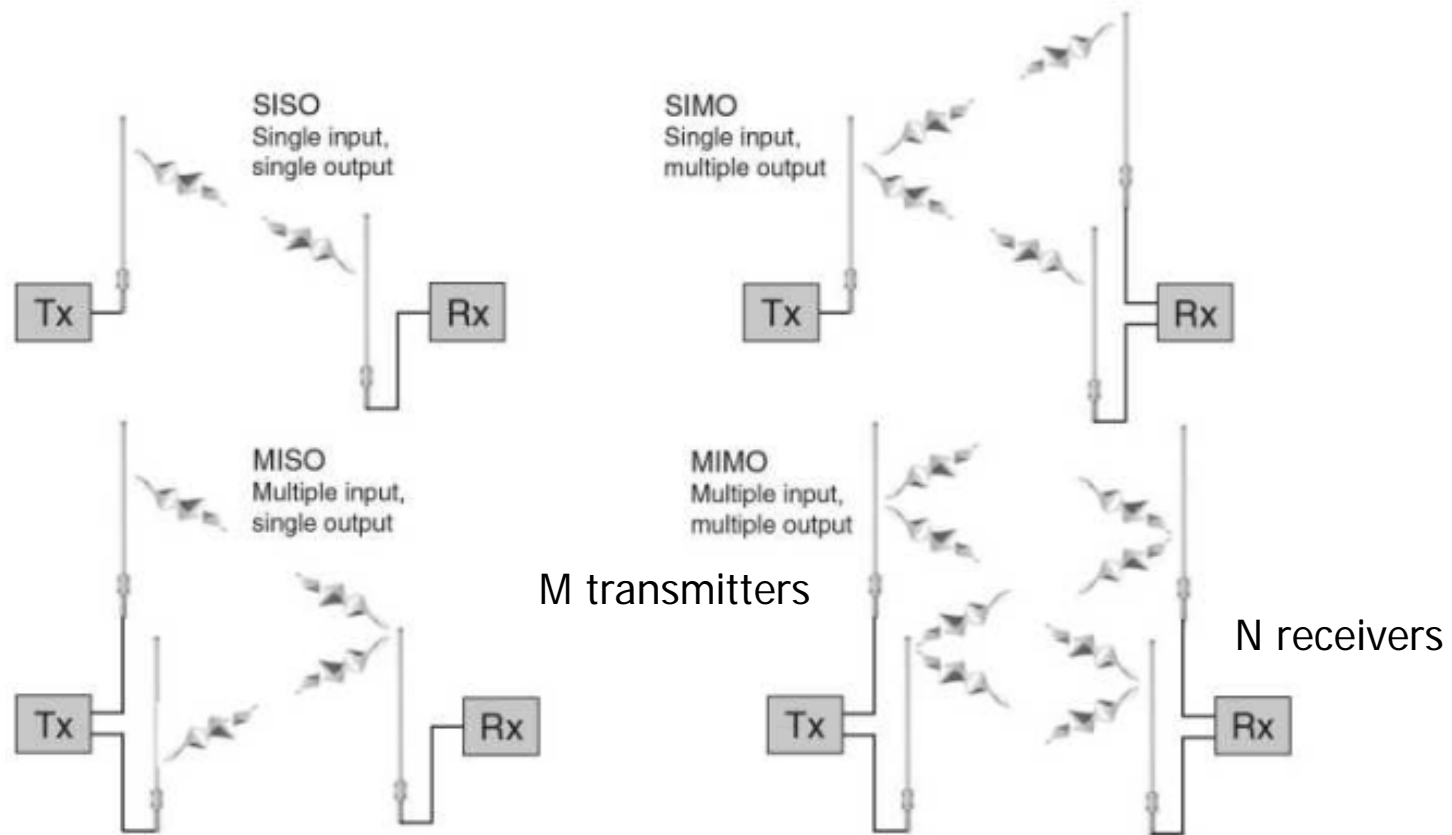 SISO
Single input,
single output
Tx
Rx
SIMO
Single input,
multiple output
Tx
Rx
MISO
Multiple input,
single output
Tx
Rx
MIMO
Multiple input,
multiple output
M transmitters
N receivers
Tx
Rx